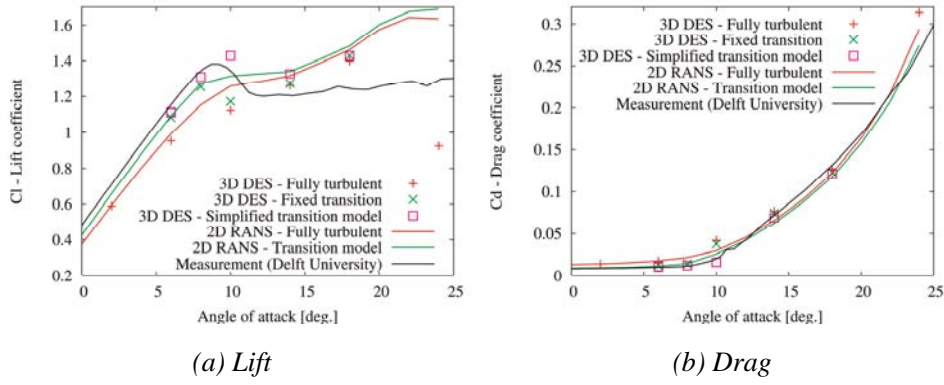 1.6
1.4
1.2
1
0.8
0.6
0.4
0.2
Cl - Lift coefficient
3D DES - Fully turbulent
3D DES - Fixed transition
3D DES - Simplified transition model
2D RANS - Fully turbulent
2D RANS - Transition model
Measurement (Delft University)
0 5 10 15 20 25
Angle of attack [deg.]
(a) Lift
0.3
0.25
0.2
0.15
0.1
0.05
0
Cd - Drag coefficient
3D DES - Fully turbulent
3D DES - Fixed transition
3D DES - Simplified transition model
2D RANS - Fully turbulent
2D RANS - Transition model
Measurement (Delft University)
0 5 10 15 20 25
Angle of attack [deg.]
(b) Drag